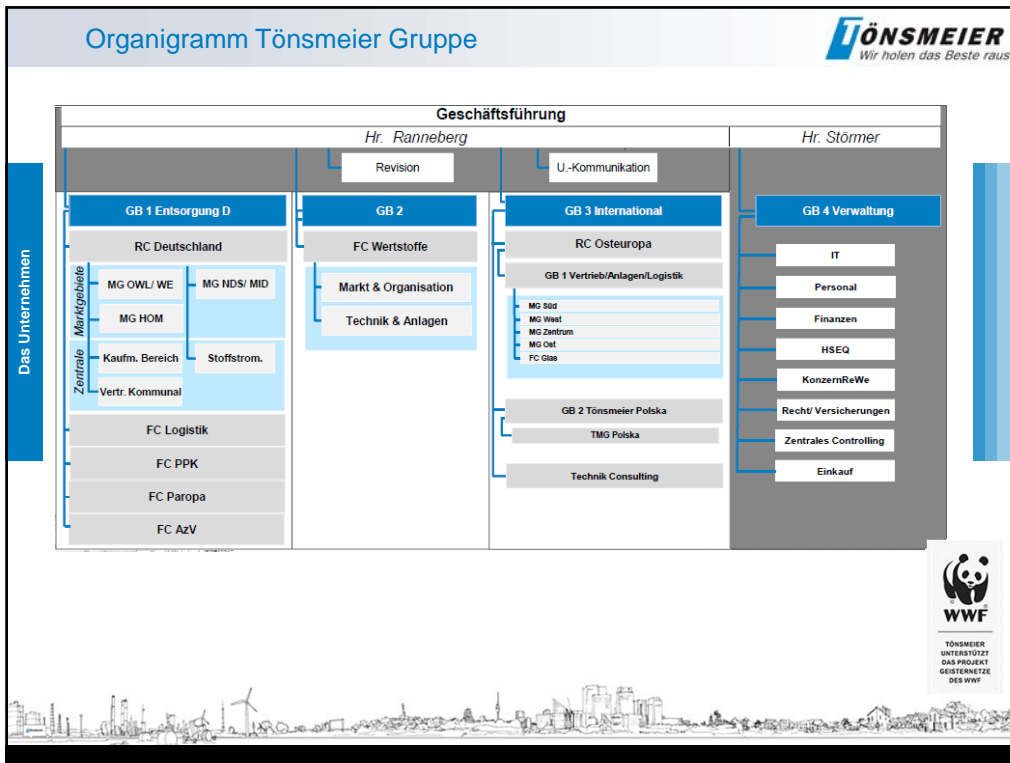 Organigramm Tönsmeier Gruppe
TÖNSMEIER
Wir holen das Beste raus
Das Unternehmen
Geschäftsführung
Hr. Ranneberg
Hr. Störmer
Revision
U.-Kommunikation
GB 1 Entsorgung D
RC Deutschland
Marktgebiete
MG OWL/ WE
MG NDS/ MID
MG HOM
Zentrale
Kaufm. Bereich
Stoffstrom.
Vertr. Kommunal
FC Logistik
FC PPK
FC Paropa
FC AzV
GB 2
FC Wertstoffe
Markt & Organisation
Technik & Anlagen
GB 3 International
RC Osteuropa
GB 1 Vertrieb/Anlagen/Logistik
MG Süd
MG West
MG Zentrum
MG Ost
FC Glas
GB 2 Tönsmeier Polska
TMG Polska
Technik Consulting
GB 4 Verwaltung
IT
Personal
Finanzen
HSEQ
KonzernReWe
Recht/ Versicherungen
Zentrales Controlling
Einkauf
WWF
TÖNSMEIER
UNTERSTÜTZT
DAS PROJEKT
GEISTERNETZE
DES WWF